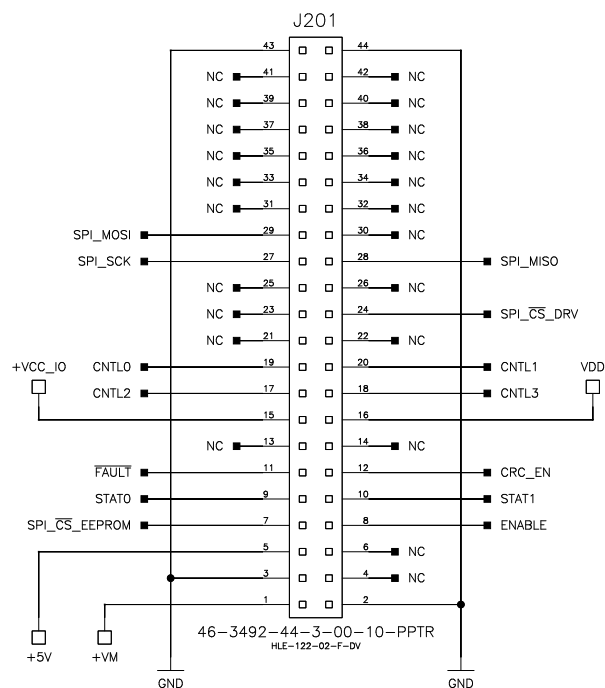 J201
43 44
NC 41 42 NC
NC 39 40 NC
NC 37 38 NC
NC 35 36 NC
NC 33 34 NC
NC 31 32 NC
SPI_MOSI 29 30 NC
SPI_SCK 27 28 SPI_MISO
NC 25 26 NC
NC 23 24 SPI_CS_DRV
NC 21 22 NC
+VCC_IO CNTL0 19 20 CNTL1 VDD
CNTL2 17 18 CNTL3
15 16
NC 13 14 NC
FAULT 11 12 CRC_EN
STAT0 9 10 STAT1
SPI_CS_EEPROM 7 8 ENABLE
5 6 NC
3 4 NC
1 2
46-3492-44-3-00-10-PPTR
HLE-122-02-F-DV
+5V +VM
GND GND